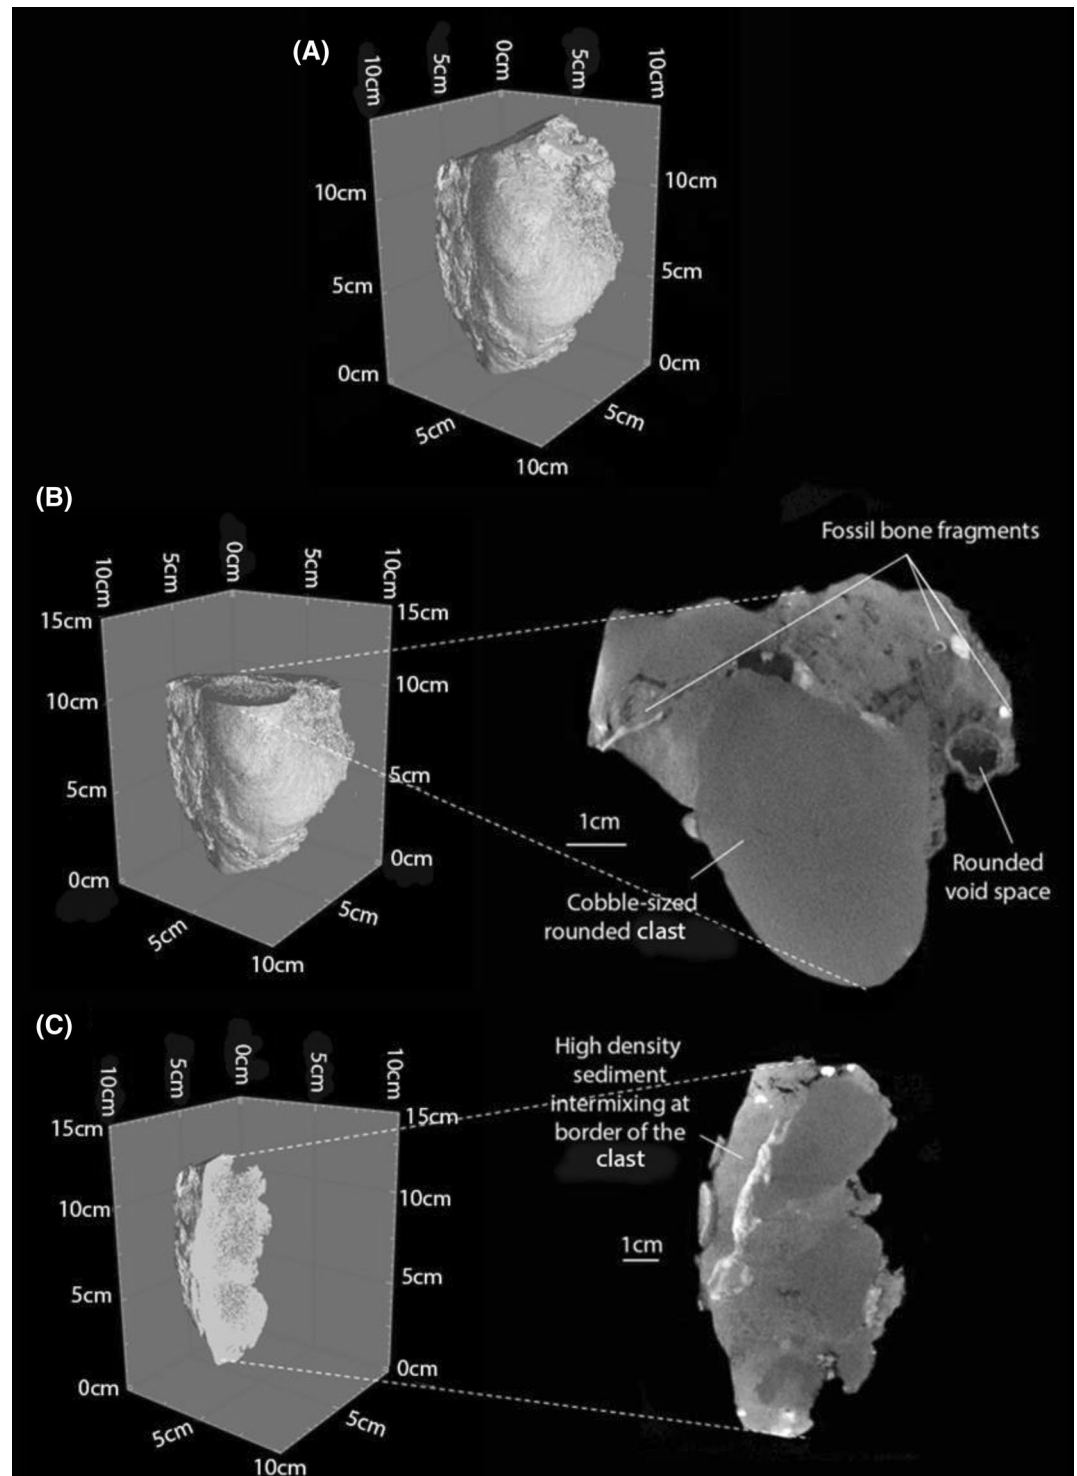 (A)
10cm
5cm
0cm
5cm
10cm
10cm
10cm
5cm
5cm
0cm
0cm
5cm
5cm
10cm
(B)
10cm
5cm
0cm
5cm
10cm
15cm
15cm
10cm
10cm
5cm
5cm
0cm
0cm
5cm
5cm
10cm
Fossil bone fragments
1cm
Cobble-sized
rounded clast
Rounded
void space
(C)
10cm
5cm
0cm
5cm
10cm
15cm
15cm
10cm
10cm
5cm
5cm
0cm
0cm
5cm
5cm
10cm
High density
sediment
intermixing at
border of the
clast
1cm